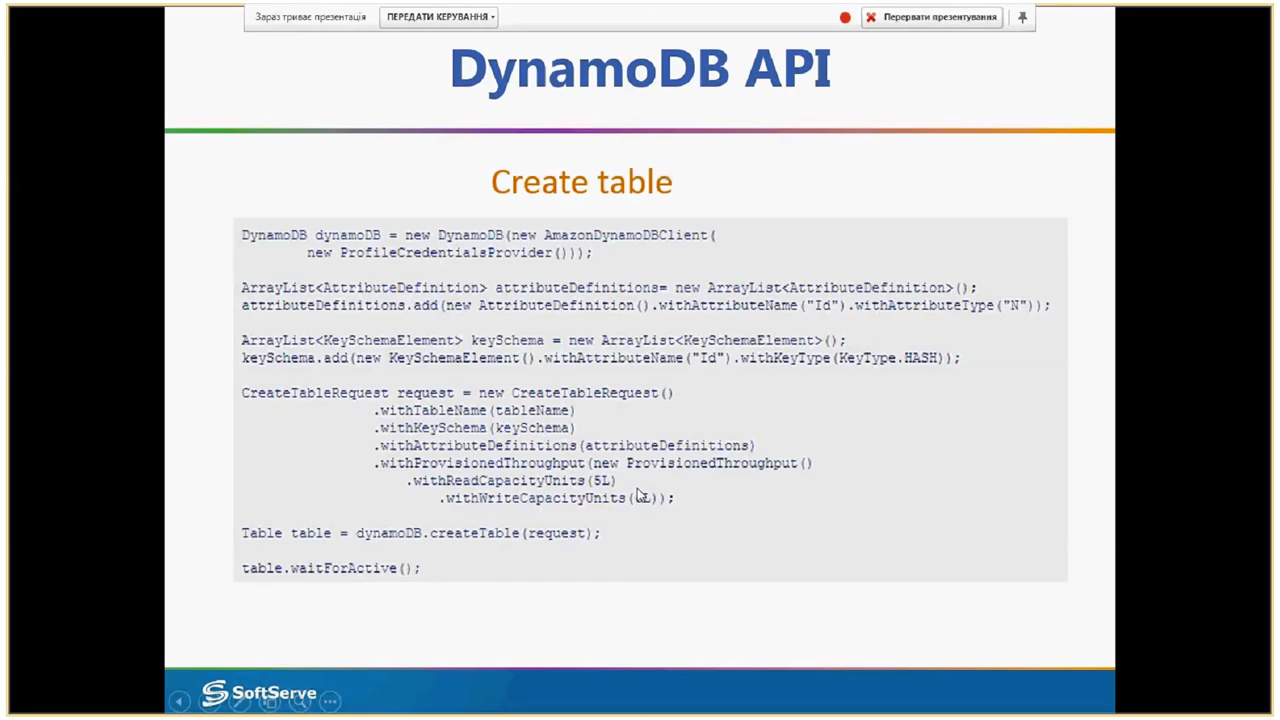 Зараз триває презентація
ПЕРЕДАТИ КЕРУВАННЯ
Перервати презентування
DynamoDB API
Create table
DynamoDB dynamoDB = new DynamoDB(new AmazonDynamoDBClient(
new ProfileCredentialsProvider()));
ArrayList<AttributeDefinition> attributeDefinitions= new ArrayList<AttributeDefinition>();
attributeDefinitions.add(new AttributeDefinition().withAttributeName("Id").withAttributeType("N"));
ArrayList<KeySchemaElement> keySchema = new ArrayList<KeySchemaElement>();
keySchema.add(new KeySchemaElement().withAttributeName("Id").withKeyType(KeyType.HASH));
CreateTableRequest request = new CreateTableRequest()
.withTableName(tableName)
.withKeySchema(keySchema)
.withAttributeDefinitions(attributeDefinitions)
.withProvisionedThroughput(new ProvisionedThroughput()
.withReadCapacityUnits(5L)
.withWriteCapacityUnits(L));
Table table = dynamoDB.createTable(request);
table.waitForActive();
SoftServe